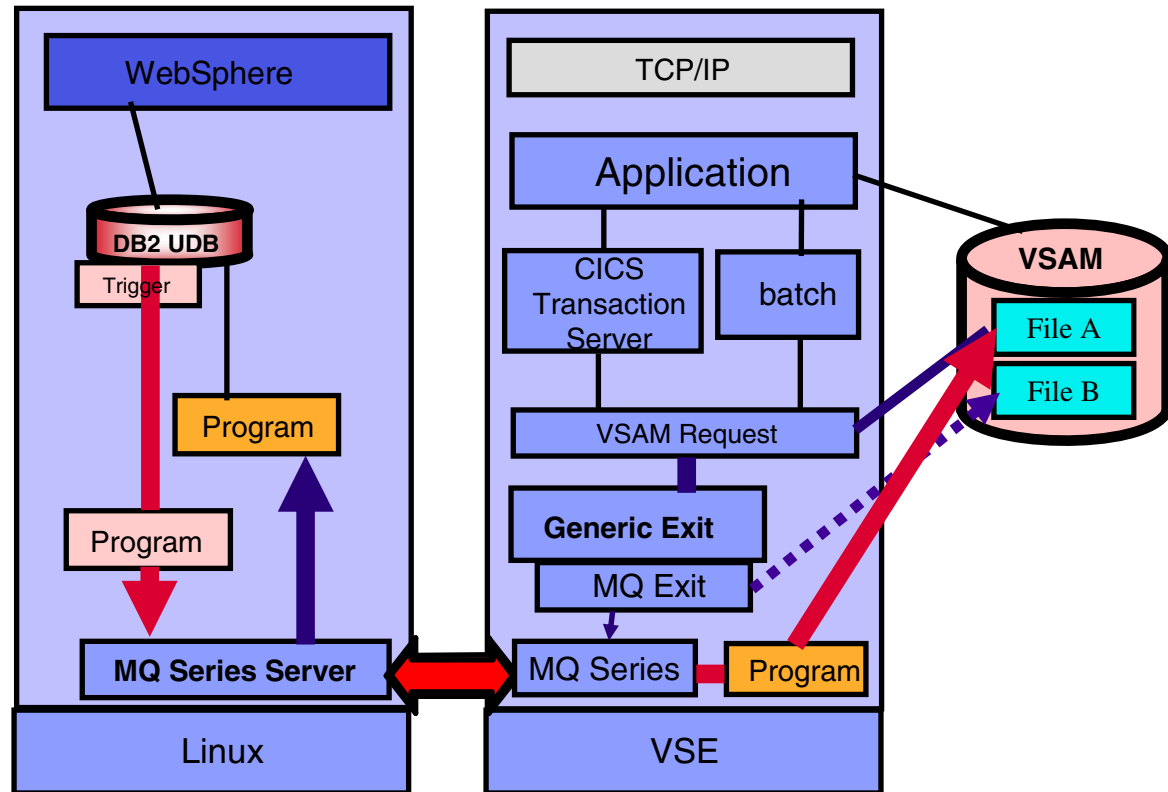 WebSphere
DB2 UDB
Trigger
Program
Program
MQ Series Server
Linux
TCP/IP
Application
CICS
Transaction
Server
batch
VSAM Request
Generic Exit
MQ Exit
MQ Series
Program
VSE
VSAM
File A
File B